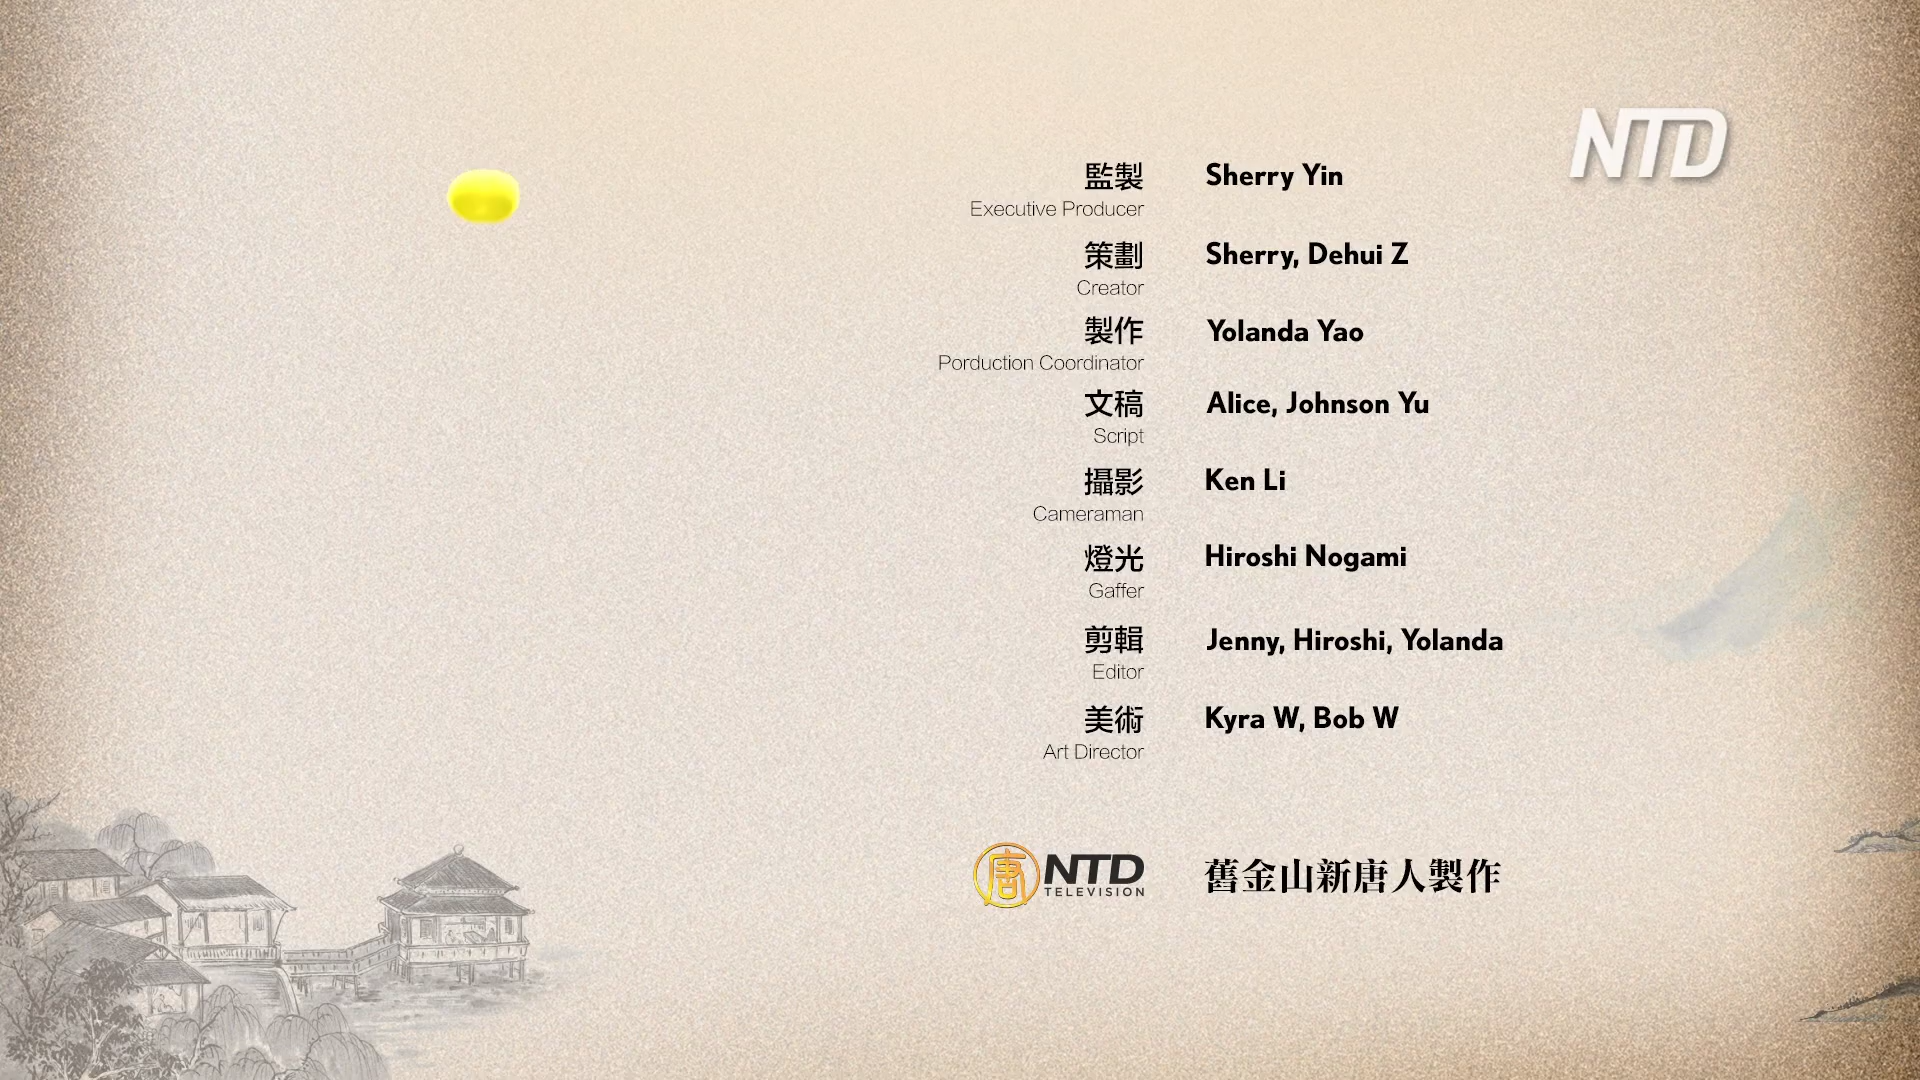 NTD
監製 Sherry Yin
Executive Producer
策劃 Sherry, Dehui Z
Creator
製作 Yolanda Yao
Porduction Coordinator
文稿 Alice, Johnson Yu
Script
攝影 Ken Li
Cameraman
燈光 Hiroshi Nogami
Gaffer
剪輯 Jenny, Hiroshi, Yolanda
Editor
美術 Kyra W, Bob W
Art Director
唐 NTD 舊金山新唐人製作
TELEVISION